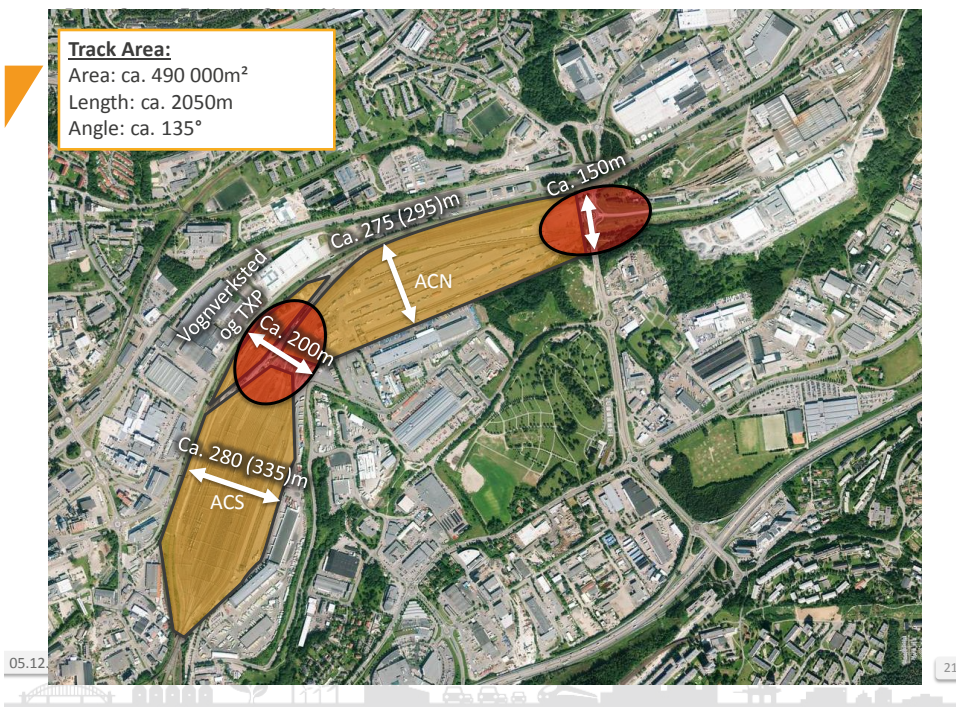 Track Area:
Area: ca. 490 000m²
Length: ca. 2050m
Angle: ca. 135°
Ca. 150m
Ca. 275 (295)m
ACN
Vognverksted
og TXP
Ca. 200m
Ca. 280 (335)m
ACS
05.12.
21